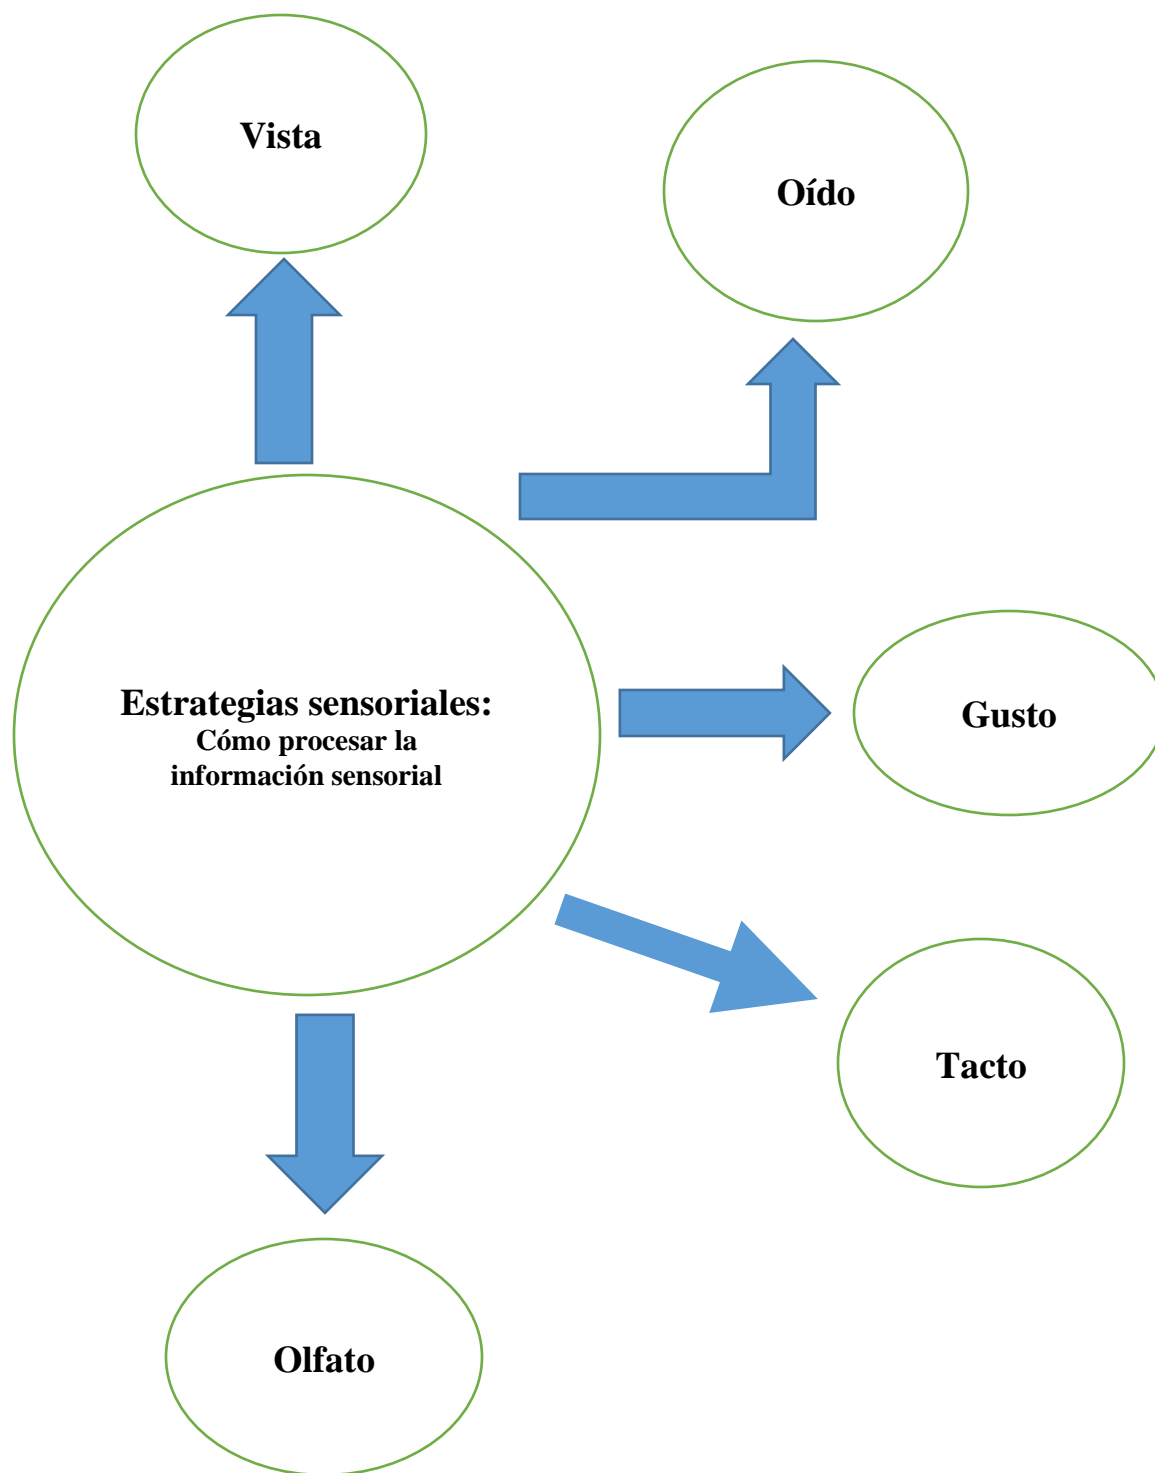 Vista
Oído
Estrategias sensoriales:
Cómo procesar la
información sensorial
Gusto
Tacto
Olfato